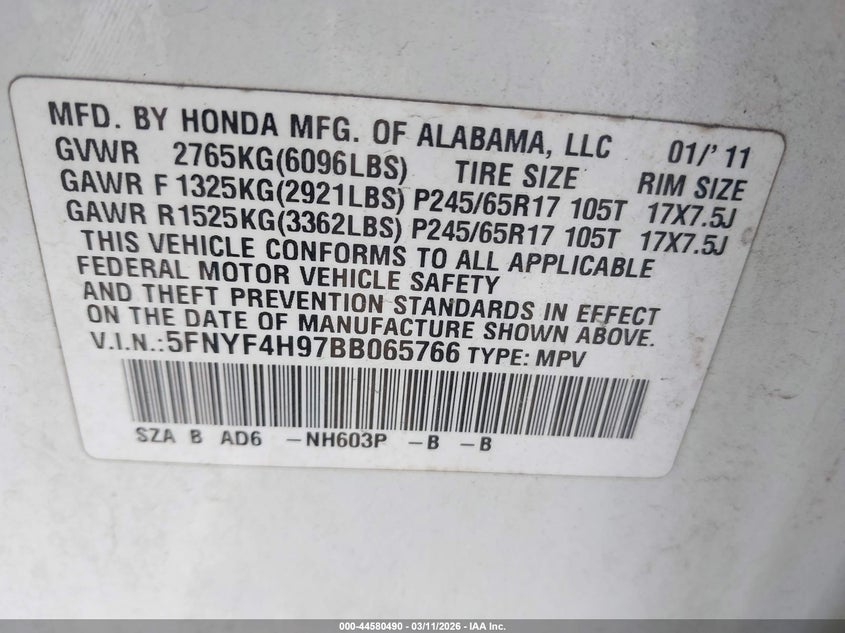 MFD. BY HONDA MFG. OF ALABAMA, LLC 01/'11
GVWR 2765KG(6096LBS) TIRE SIZE RIM SIZE
GAWR F 1325KG(2921LBS) P245/65R17 105T 17X7.5J
GAWR R1525KG(3362LBS) P245/65R17 105T 17X7.5J
THIS VEHICLE CONFORMS TO ALL APPLICABLE
FEDERAL MOTOR VEHICLE SAFETY
AND THEFT PREVENTION STANDARDS IN EFFECT
ON THE DATE OF MANUFACTURE SHOWN ABOVE.
V.I.N.:5FNYF4H97BB065766 TYPE: MPV
SZA B AD6 –NH603P –B –B
000-44580490 - 03/11/2026 - IAA Inc.